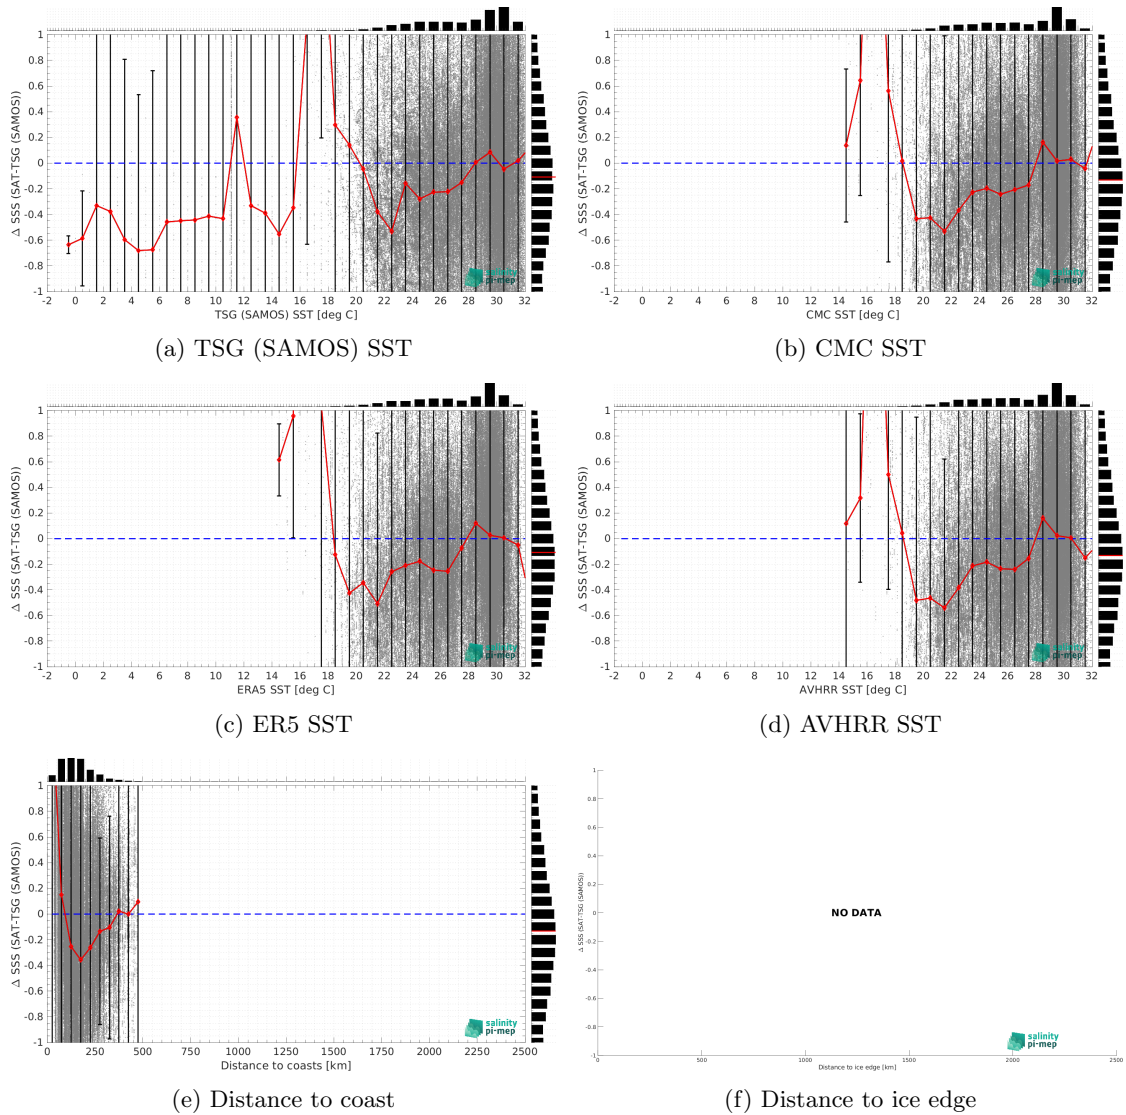 1
0.8
0.6
0.4
0.2
0
-0.2
-0.4
-0.6
-0.8
-1
Δ SSS (SAT-TSG (SAMOS))
salinity
pi-mep
-2 0 2 4 6 8 10 12 14 16 18 20 22 24 26 28 30 32
TSG (SAMOS) SST [deg C]
(a) TSG (SAMOS) SST
1
0.8
0.6
0.4
0.2
0
-0.2
-0.4
-0.6
-0.8
-1
Δ SSS (SAT-TSG (SAMOS))
salinity
pi-mep
-2 0 2 4 6 8 10 12 14 16 18 20 22 24 26 28 30 32
CMC SST [deg C]
(b) CMC SST
1
0.8
0.6
0.4
0.2
0
-0.2
-0.4
-0.6
-0.8
-1
Δ SSS (SAT-TSG (SAMOS))
salinity
pi-mep
-2 0 2 4 6 8 10 12 14 16 18 20 22 24 26 28 30 32
ERA5 SST [deg C]
(c) ER5 SST
1
0.8
0.6
0.4
0.2
0
-0.2
-0.4
-0.6
-0.8
-1
Δ SSS (SAT-TSG (SAMOS))
salinity
pi-mep
-2 0 2 4 6 8 10 12 14 16 18 20 22 24 26 28 30 32
AVHRR SST [deg C]
(d) AVHRR SST
1
0.8
0.6
0.4
0.2
0
-0.2
-0.4
-0.6
-0.8
-1
Δ SSS (SAT-TSG (SAMOS))
salinity
pi-mep
0 250 500 750 1000 1250 1500 1750 2000 2250 2500
Distance to coasts [km]
(e) Distance to coast
1
0.8
0.6
0.4
0.2
0
-0.2
-0.4
-0.6
-0.8
-1
Δ SSS (SAT-TSG (SAMOS))
NO DATA
salinity
pi-mep
0 500 1000 1500 2000 2500
Distance to ice edge [km]
(f) Distance to ice edge